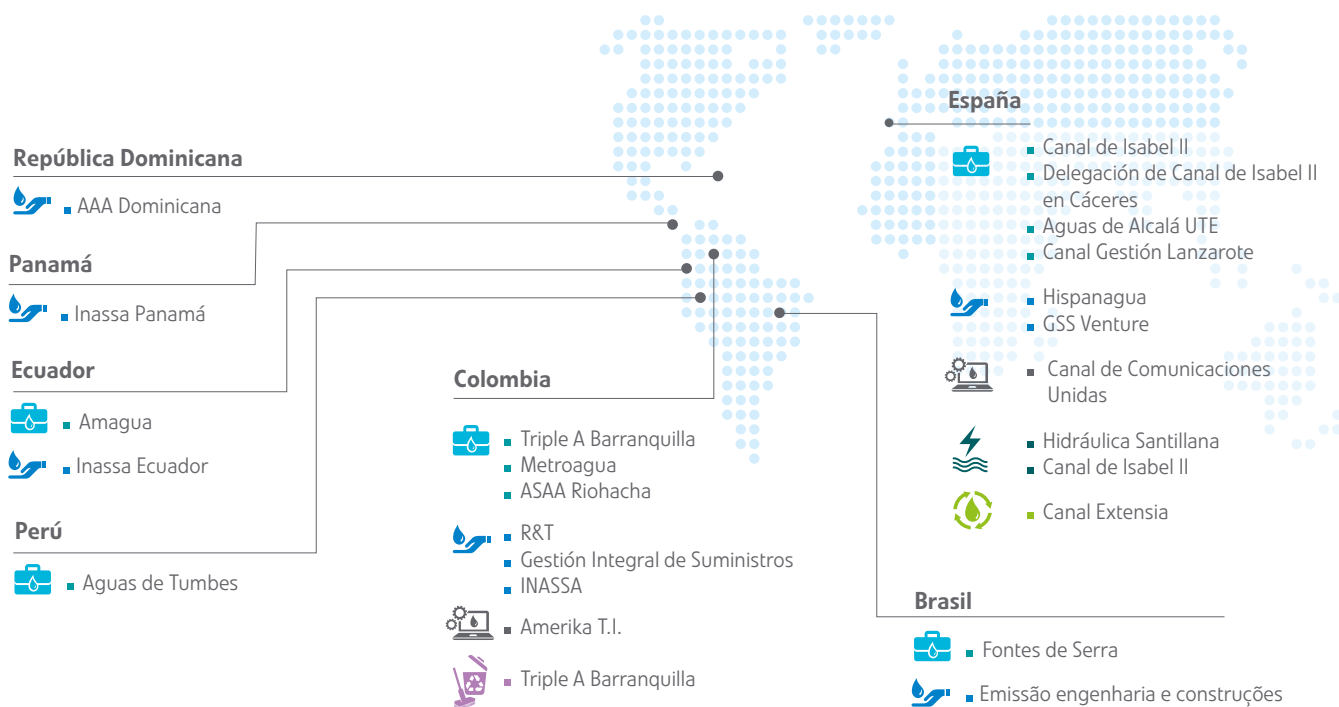 República Dominicana
AAA Dominicana
Panamá
Inassa Panamá
Ecuador
Amagua
Inassa Ecuador
Perú
Aguas de Tumbes
Colombia
Triple A Barranquilla
Metroagua
ASAA Riohacha
R&T
Gestión Integral de Suministros
INASSA
Amerika T.I.
Triple A Barranquilla
España
Canal de Isabel II
Delegación de Canal de Isabel II
en Cáceres
Aguas de Alcalá UTE
Canal Gestión Lanzarote
Hispanagua
GSS Venture
Canal de Comunicaciones
Unidas
Hidráulica Santillana
Canal de Isabel II
Canal Extensia
Brasil
Fontes de Serra
Emissão engenharia e construções